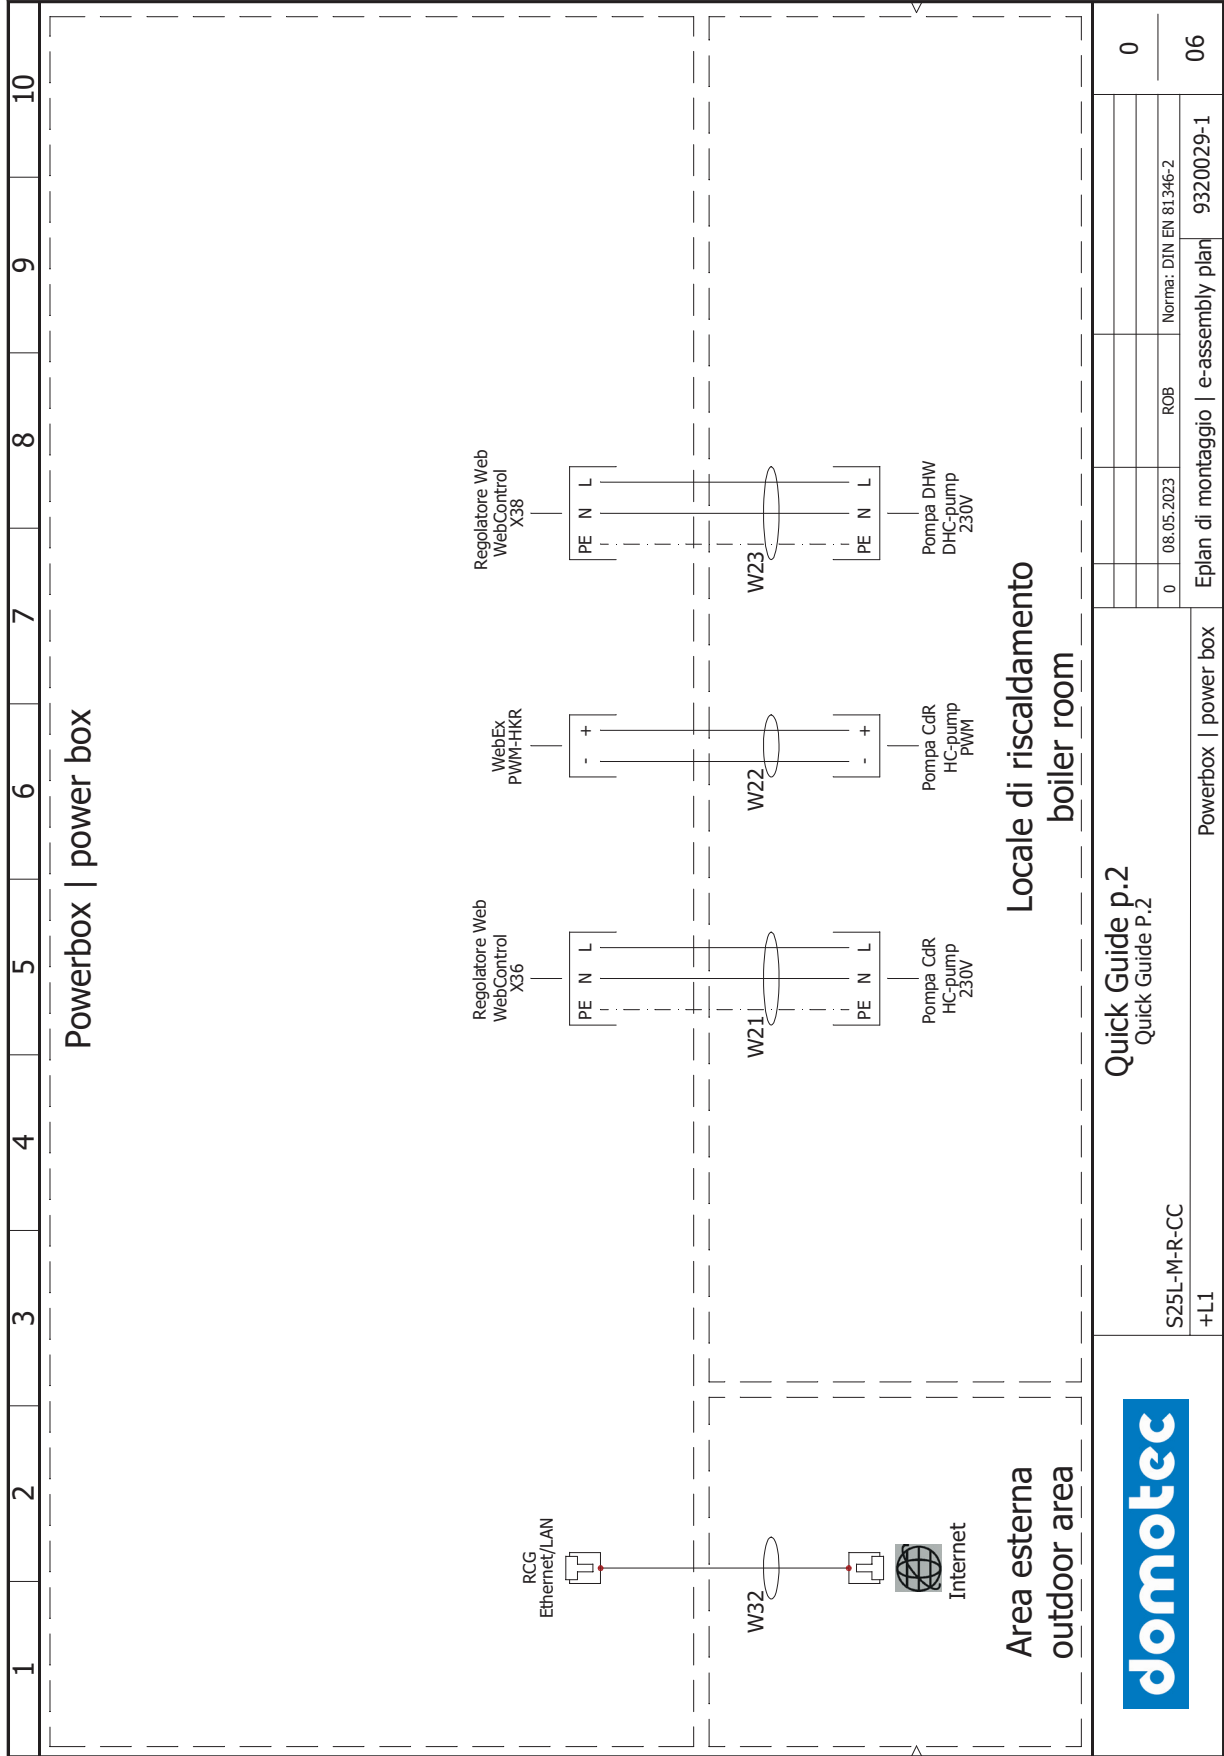 1 2 3 4 5 6 7 8 9 10
Powerbox | power box
RCG
Ethernet/LAN
W32
Internet
Area esterna
outdoor area
Regolatore Web
WebControl
X36
PE N L
W21
PE N L
Pompa CdR
HC-pump
230V
WebEx
PWM-HKR
- +
W22
- +
Pompa CdR
HC-pump
PWM
Regolatore Web
WebControl
X38
PE N L
W23
PE N L
Pompa DHW
DHC-pump
230V
Locale di riscaldamento
boiler room
domotec
Quick Guide p.2
Quick Guide P.2
S25L-M-R-CC
+L1
Powerbox | power box
0 08.05.2023 ROB Norma: DIN EN 81346-2
Eplan di montaggio | e-assembly plan 9320029-1
0
06